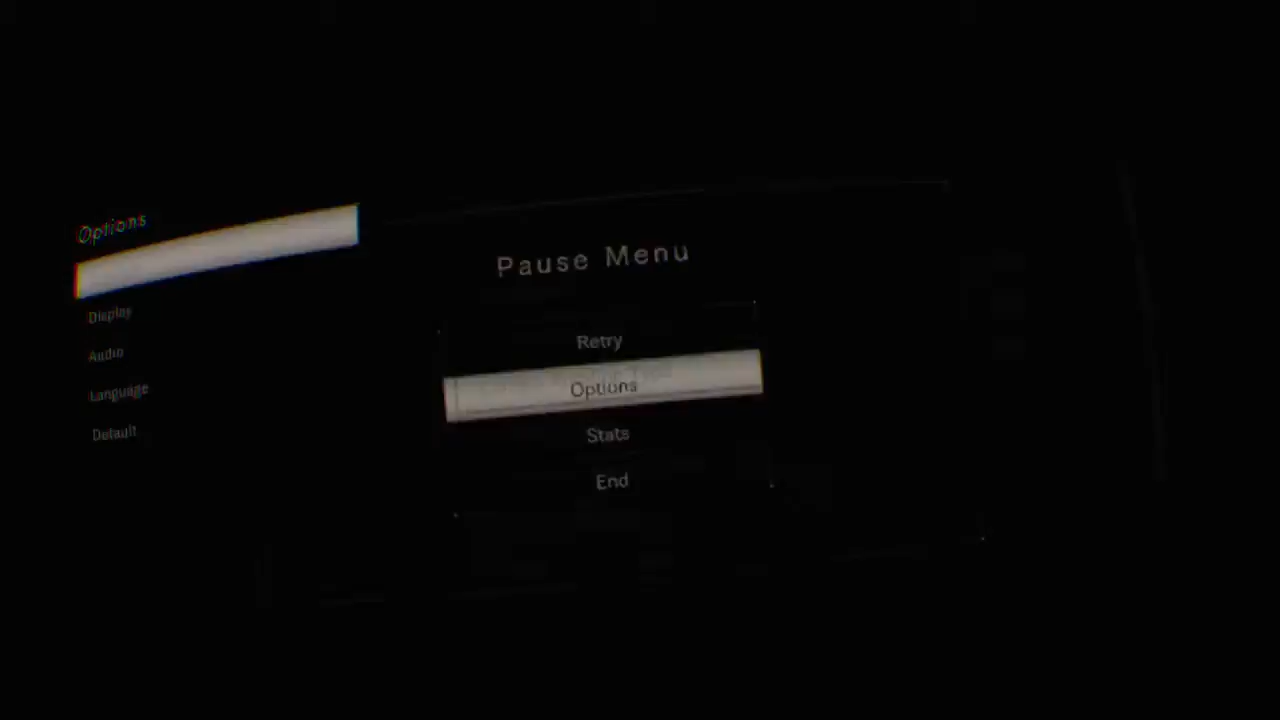 Options
Display
Audio
Language
Default
Pause Menu
Retry
Options
Stats
End